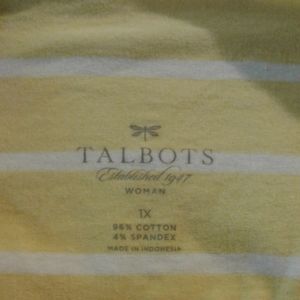 TALBOTS
Established 1947
WOMAN
1X
96% COTTON
4% SPANDEX
MADE IN INDONESIA